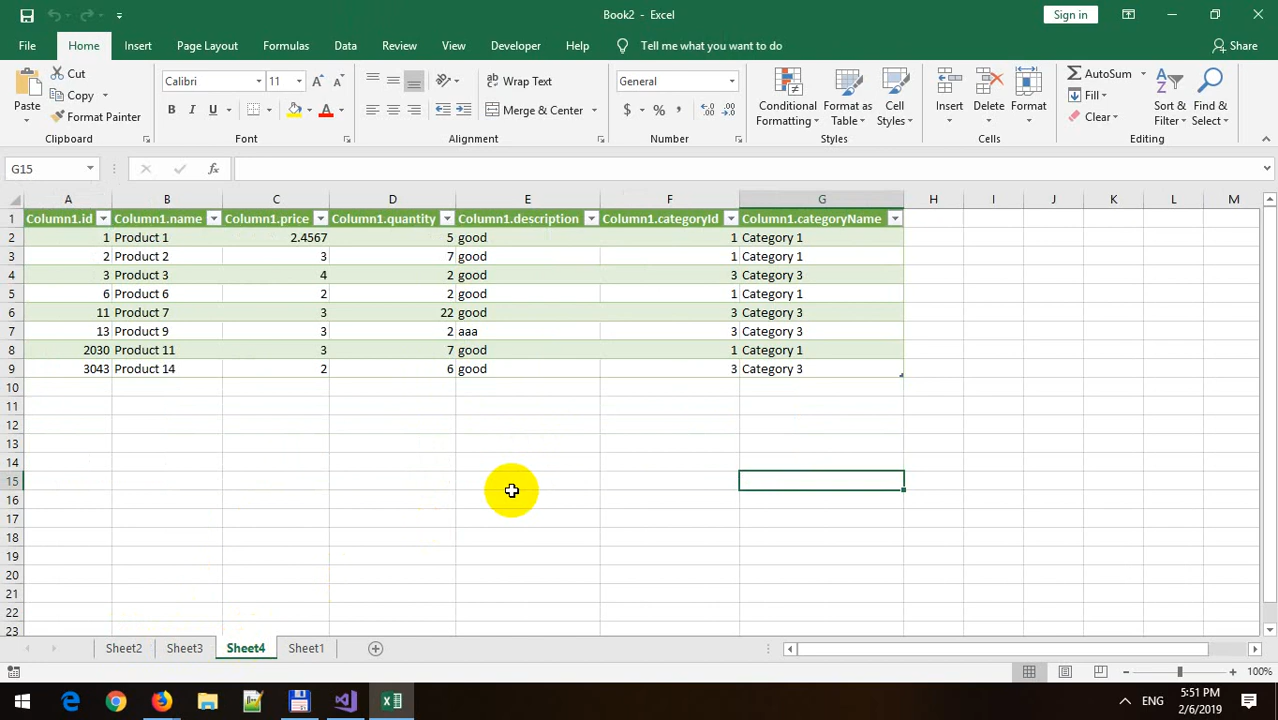 Book2 - Excel
Sign in
File Home Insert Page Layout Formulas Data Review View Developer Help Tell me what you want to do Share
Paste Cut Copy Format Painter
Calibri 11
B I U
Wrap Text
Merge & Center
General
$ % ,
Conditional Formatting Format as Table Cell Styles
Insert Delete Format
AutoSum Fill Clear
Sort & Filter Find & Select
Clipboard Font Alignment Number Styles Cells Editing
G15 fx
A B C D E F G H I J K L M
1 Column1.id Column1.name Column1.price Column1.quantity Column1.description Column1.categoryId Column1.categoryName
2 1 Product 1 2.4567 5 good 1 Category 1
3 2 Product 2 3 7 good 1 Category 1
4 3 Product 3 4 2 good 3 Category 3
5 6 Product 6 2 2 good 1 Category 1
6 11 Product 7 3 22 good 3 Category 3
7 13 Product 9 3 2 aaa 3 Category 3
8 2030 Product 11 3 7 good 1 Category 1
9 3043 Product 14 2 6 good 3 Category 3
10
11
12
13
14
15
16
17
18
19
20
21
22
23
Sheet2 Sheet3 Sheet4 Sheet1
100%
ENG 5:51 PM
2/6/2019